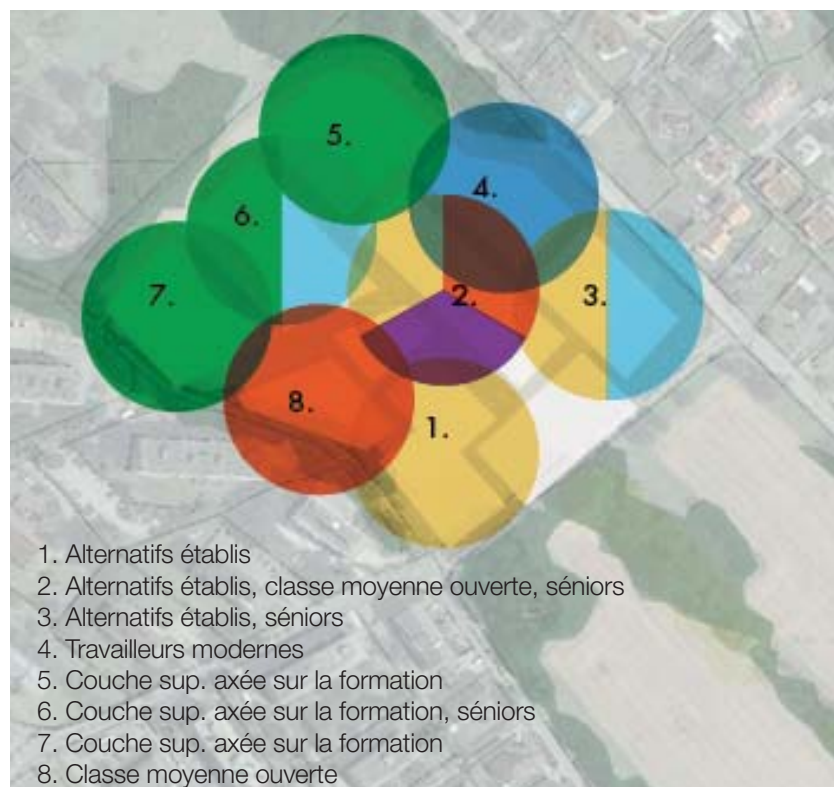 5.
4.
6.
7.
2.
3.
8.
1.
1. Alternatifs établis
2. Alternatifs établis, classe moyenne ouverte, séniors
3. Alternatifs établis, séniors
4. Travailleurs modernes
5. Couche sup. axée sur la formation
6. Couche sup. axée sur la formation, séniors
7. Couche sup. axée sur la formation
8. Classe moyenne ouverte